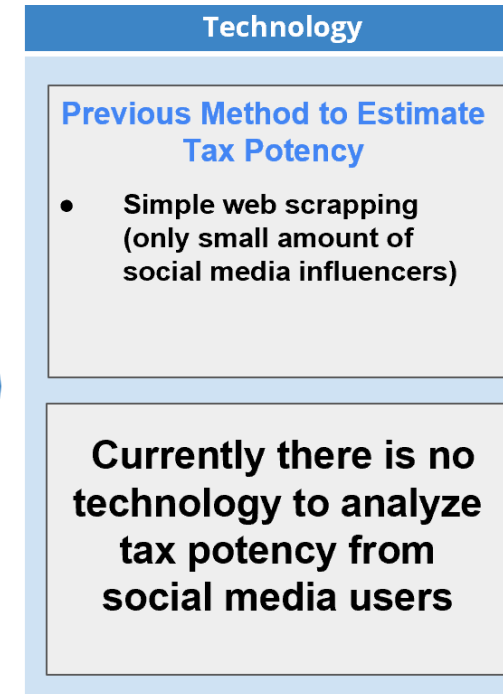 Technology
Previous Method to Estimate
Tax Potency
● Simple web scrapping
(only small amount of
social media influencers)
Currently there is no
technology to analyze
tax potency from
social media users